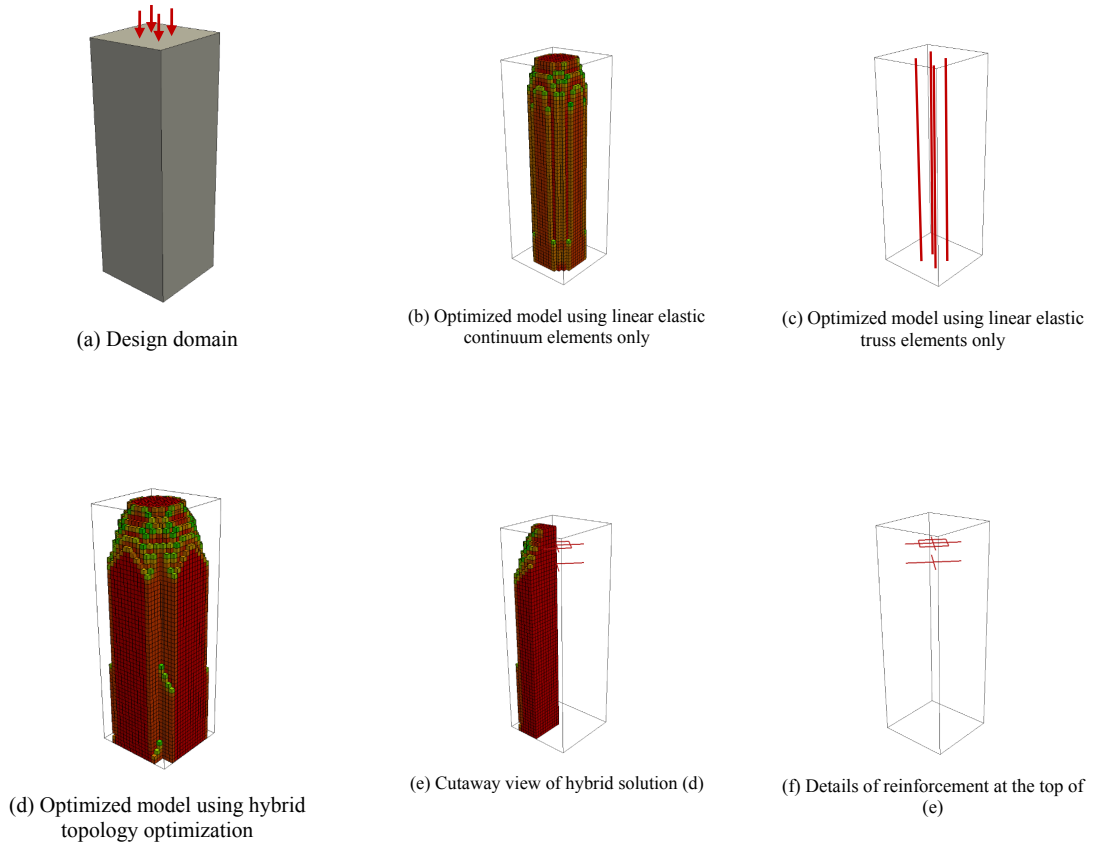 (a) Design domain
(b) Optimized model using linear elastic
continuum elements only
(c) Optimized model using linear elastic
truss elements only
(d) Optimized model using hybrid
topology optimization
(e) Cutaway view of hybrid solution (d)
(f) Details of reinforcement at the top of
(e)